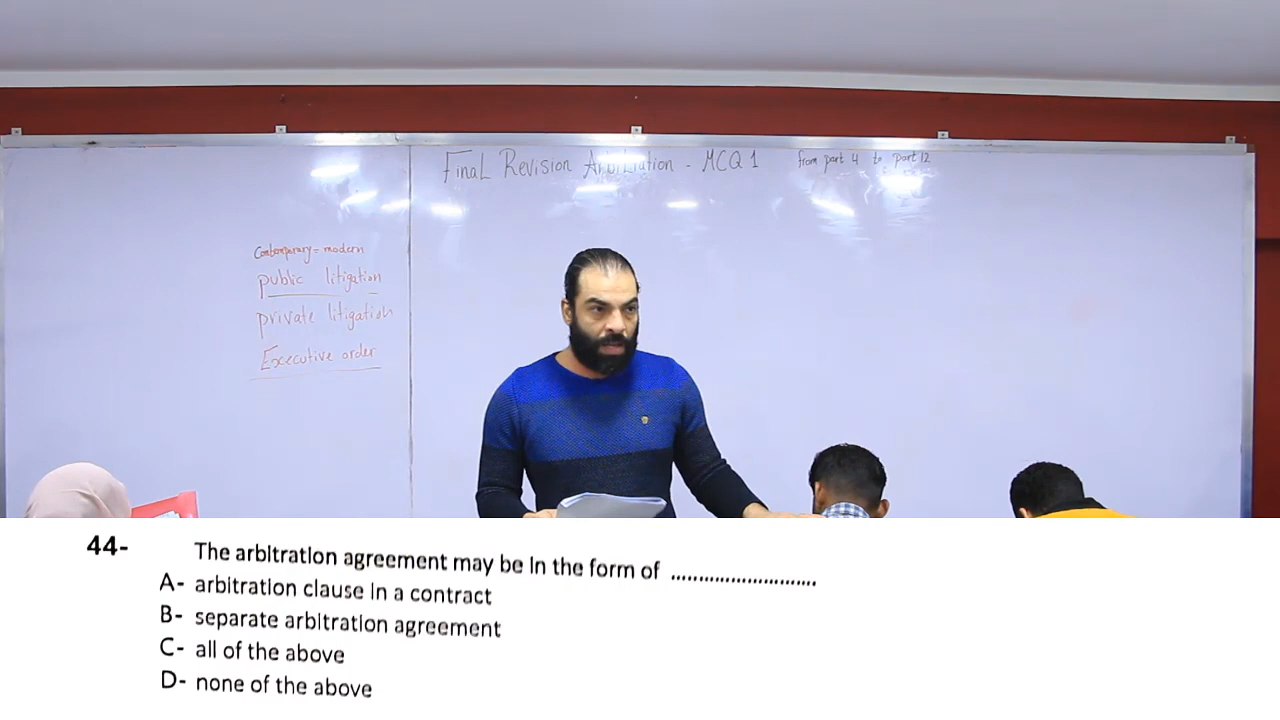 Final Revision Arbitration - MCQ 1 from part 4 to part 12
Contemporary = modern
public litigation
private litigation
Excecutive order
44- The arbitration agreement may be in the form of ..........................
A- arbitration clause in a contract
B- separate arbitration agreement
C- all of the above
D- none of the above